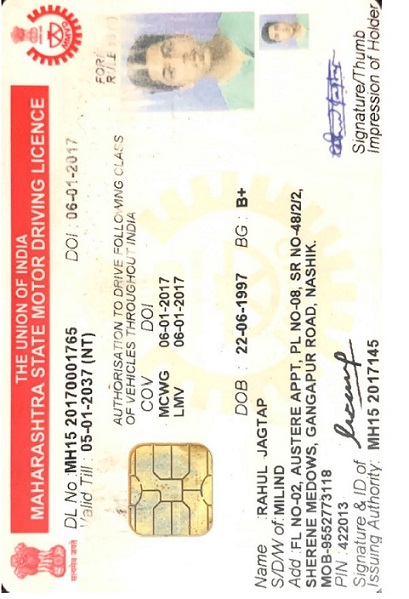 THE UNION OF INDIA
MAHARASHTRA STATE MOTOR DRIVING LICENCE
DL No :MH15 20170001765 DOI : 06-01-2017
Valid Till : 05-01-2037 (NT)
AUTHORISATION TO DRIVE FOLLOWING CLASS
OF VEHICLES THROUGHOUT INDIA
COV DOI
MCWG 06-01-2017
LMV 06-01-2017
DOB : 22-06-1997 BG : B+
Name :RAHUL JAGTAP
S/D/W of:MILIND
Add :FL NO-02, AUSTERE APPT, PL NO-08, SR NO-48/2/2,
SHERENE MEDOWS, GANGAPUR ROAD, NASHIK.
MOB-8552773118
PIN : 422013
Signature & ID of
Issuing Authority: MH15 2017145
Signature/Thumb
Impression of Holder
सत्यमेव जयते